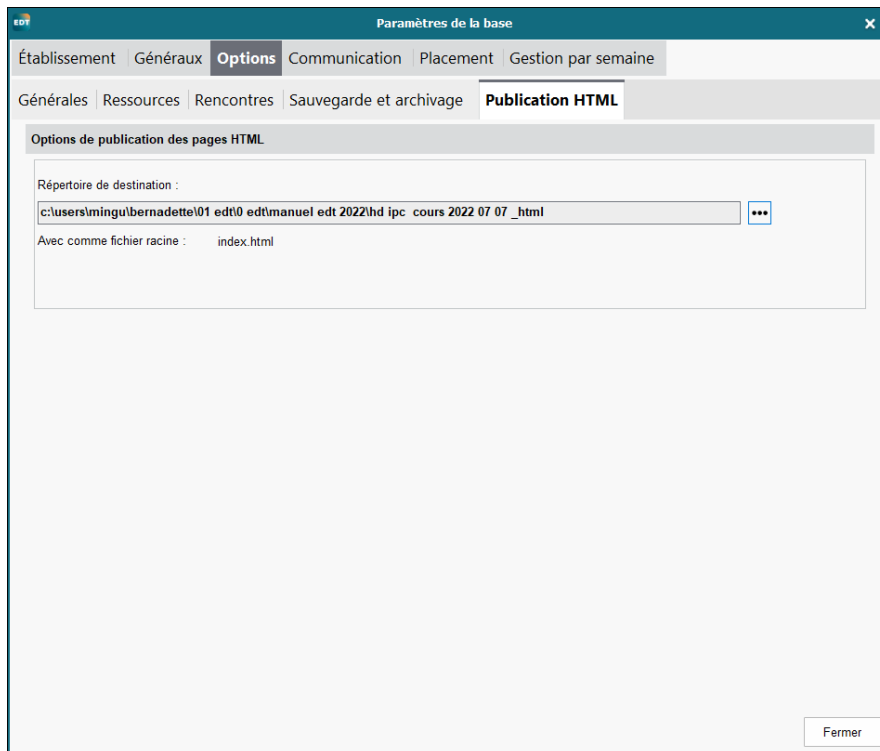 EDT
Paramètres de la base
Établissement Généraux Options Communication Placement Gestion par semaine
Générales Ressources Rencontres Sauvegarde et archivage Publication HTML
Options de publication des pages HTML
Répertoire de destination :
c:\users\mingu\bernadette\01 edt\0 edt\manuel edt 2022\hd ipc  cours 2022 07 07 _html
Avec comme fichier racine : index.html
Fermer